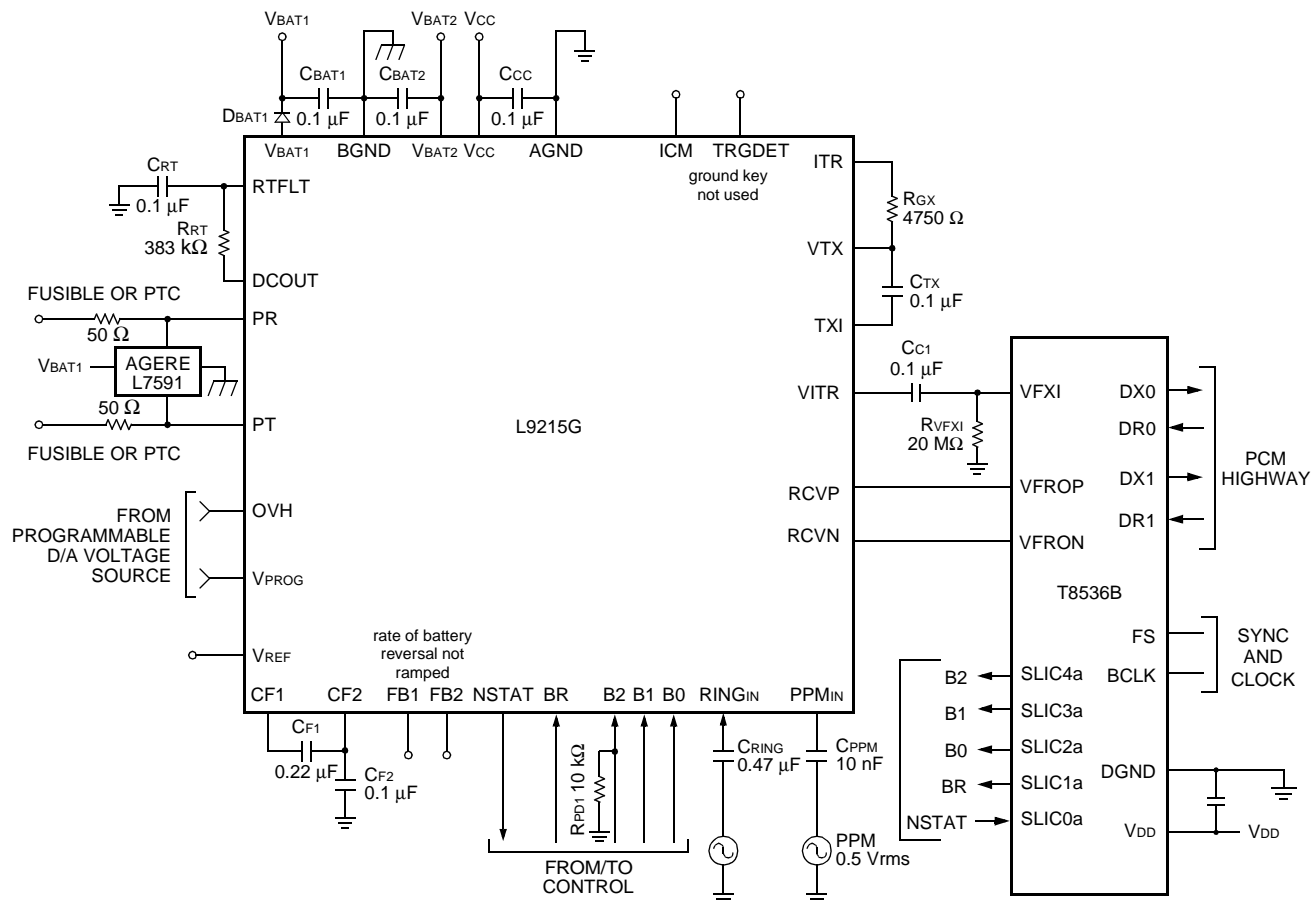 VBAT1
VBAT2
VCC
CBAT1
0.1 µF
CBAT2
0.1 µF
CCC
0.1 µF
DBAT1
VBAT1
BGND
VBAT2
VCC
AGND
ICM
TRGDET
ground key
not used
ITR
RGX
4750 Ω
VTX
CTX
0.1 µF
TXI
CRT
0.1 µF
RTFLT
RRT
383 kΩ
DCOUT
FUSIBLE OR PTC
50 Ω
PR
VBAT1
AGERE
L7591
50 Ω
PT
FUSIBLE OR PTC
L9215G
VITR
CC1
0.1 µF
RVFXI
20 MΩ
RCVP
RCVN
FROM
PROGRAMMABLE
D/A VOLTAGE
SOURCE
OVH
VPROG
VREF
rate of battery
reversal not
ramped
CF1
CF2
FB1
FB2
NSTAT
BR
B2
B1
B0
RINGIN
PPMIN
CF1
0.22 µF
CF2
0.1 µF
RPD1 10 kΩ
CRING
0.47 µF
CPPM
10 nF
PPM
0.5 Vrms
FROM/TO
CONTROL
VFXI
VFROP
VFRON
T8536B
DX0
DR0
DX1
DR1
PCM
HIGHWAY
FS
BCLK
SYNC
AND
CLOCK
B2
SLIC4a
B1
SLIC3a
B0
SLIC2a
BR
SLIC1a
NSTAT
SLIC0a
DGND
VDD
VDD